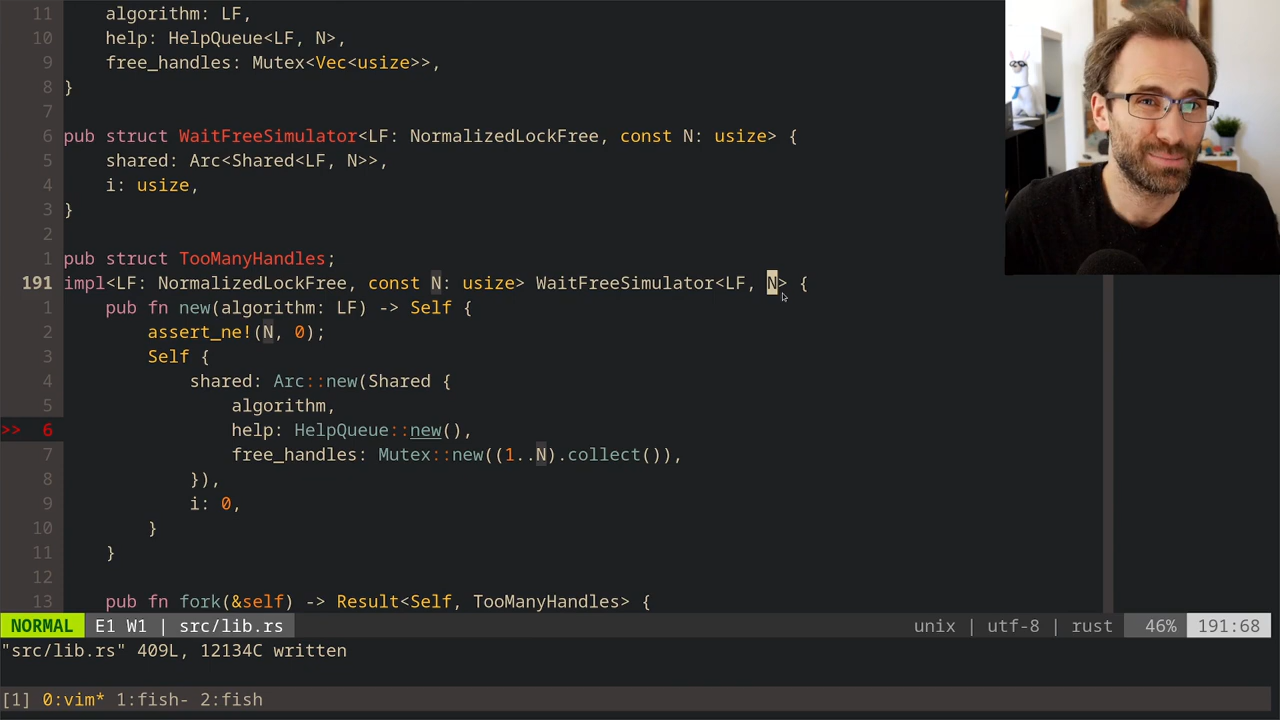 11 algorithm: LF,
10 help: HelpQueue<LF, N>,
9 free_handles: Mutex<Vec<usize>>,
8 }
7
6 pub struct WaitFreeSimulator<LF: NormalizedLockFree, const N: usize> {
5 shared: Arc<Shared<LF, N>>,
4 i: usize,
3 }
2
1 pub struct TooManyHandles;
191 impl<LF: NormalizedLockFree, const N: usize> WaitFreeSimulator<LF, N> {
1 pub fn new(algorithm: LF) -> Self {
2 assert_ne!(N, 0);
3 Self {
4 shared: Arc::new(Shared {
5 algorithm,
>> 6 help: HelpQueue::new(),
7 free_handles: Mutex::new((1..N).collect()),
8 }),
9 i: 0,
10 }
11 }
12
13 pub fn fork(&self) -> Result<Self, TooManyHandles> {
NORMAL E1 W1 | src/lib.rs unix | utf-8 | rust 46% 191:68
"src/lib.rs" 409L, 12134C written
[1] 0:vim* 1:fish- 2:fish